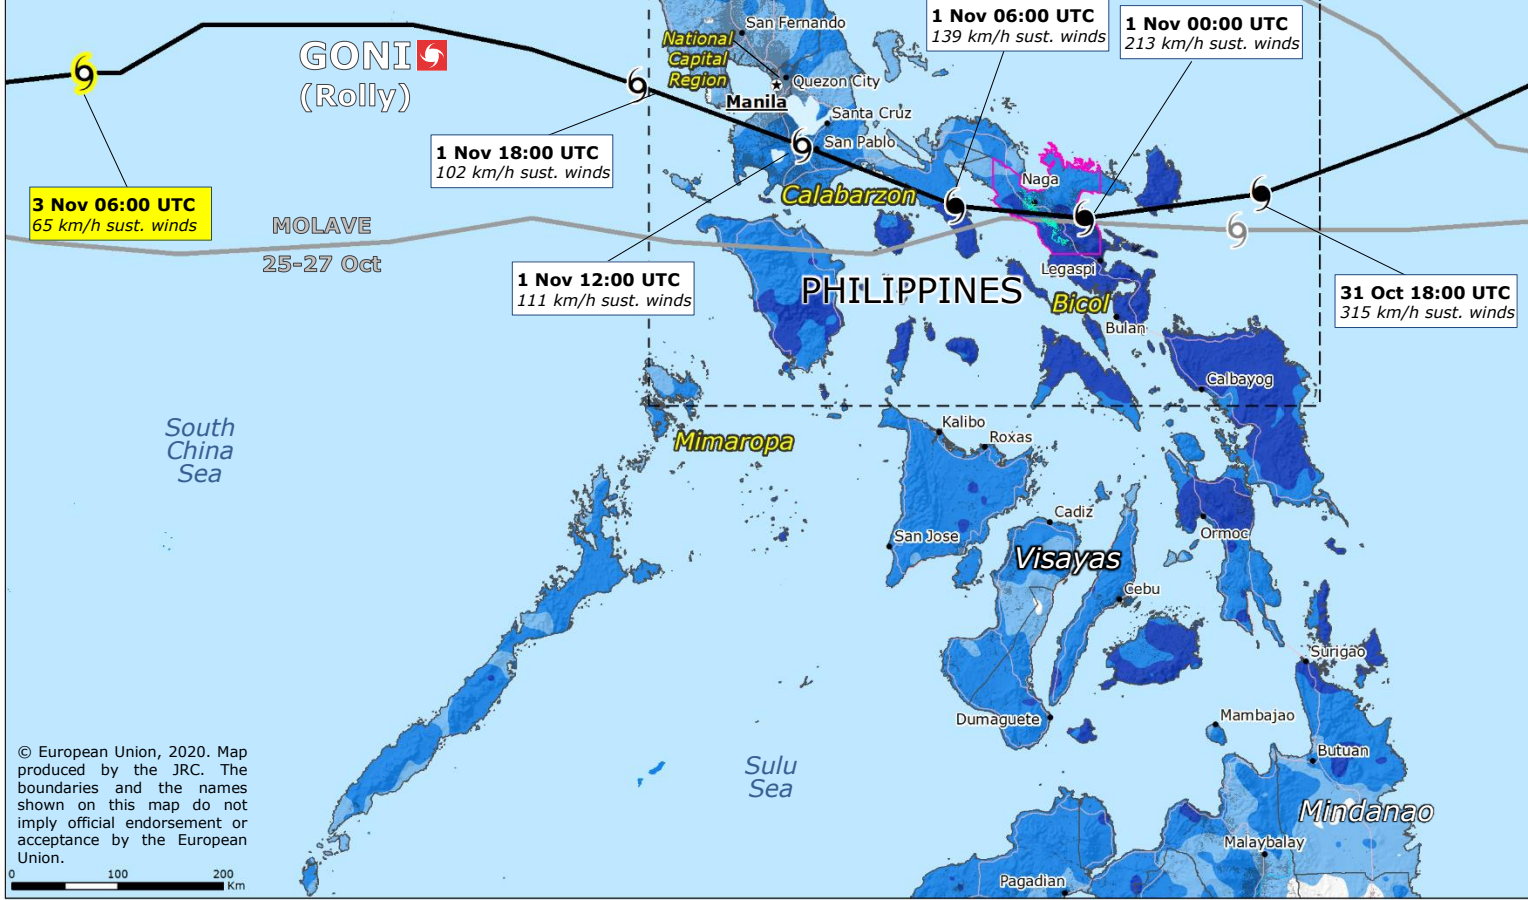 1 Nov 06:00 UTC
139 km/h sust. winds
1 Nov 00:00 UTC
213 km/h sust. winds
San Fernando
National
Capital
Region
GONI
(Rolly)
Quezon City
Manila
Santa Cruz
San Pablo
1 Nov 18:00 UTC
102 km/h sust. winds
Naga
Calabarzon
3 Nov 06:00 UTC
65 km/h sust. winds
MOLAVE
25-27 Oct
1 Nov 12:00 UTC
111 km/h sust. winds
Legaspi
PHILIPPINES
Bicol
31 Oct 18:00 UTC
315 km/h sust. winds
Bulan
Calbayog
South
China
Sea
Kalibo
Roxas
Mimaropa
Cadiz
San Jose
Ormoc
Visayas
Cebu
Surigao
Dumaguete
Mambajao
Butuan
Sulu
Sea
© European Union, 2020. Map
produced by the JRC. The
boundaries and the names
shown on this map do not
imply official endorsement or
acceptance by the European
Union.
Mindanao
Malaybalay
Pagadian
0 100 200
Km